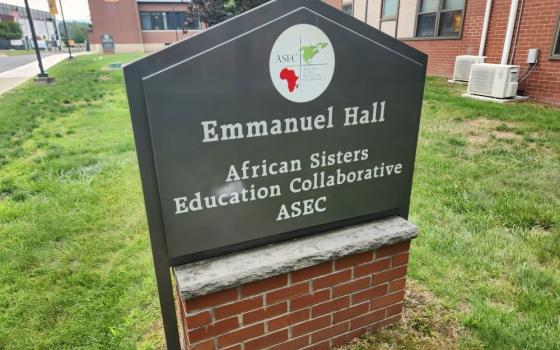 ASEC
Emmanuel Hall
African Sisters
Education Collaborative
ASEC